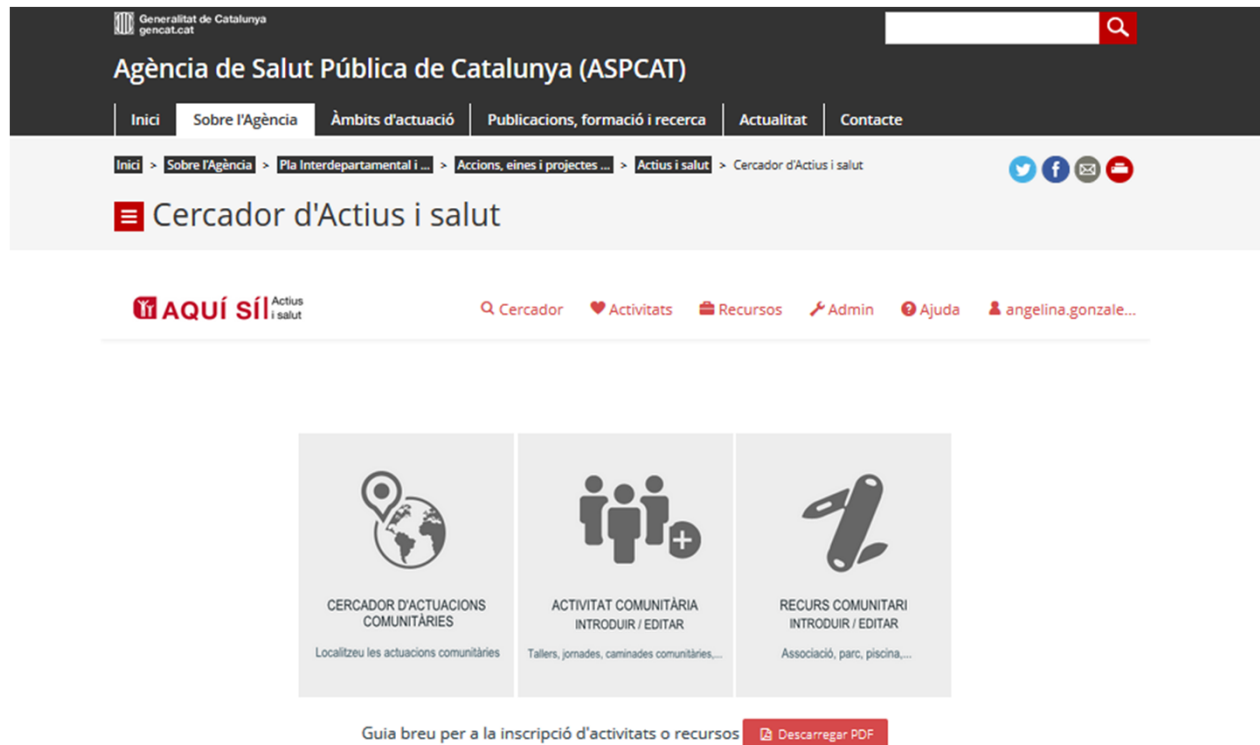 Generalitat de Catalunya
gencat.cat
Agència de Salut Pública de Catalunya (ASPCAT)
Inici Sobre l'Agència Àmbits d'actuació Publicacions, formació i recerca Actualitat Contacte
Inici > Sobre l'Agència > Pla Interdepartamental i ... > Accions, eines i projectes ... > Actius i salut > Cercador d'Actius i salut
Cercador d'Actius i salut
AQUÍ SÍ| Actius
i salut
Cercador Activitats Recursos Admin Ajuda angelina.gonzale...
CERCADOR D'ACTUACIONS
COMUNITÀRIES
Localitzeu les actuacions comunitàries
ACTIVITAT COMUNITÀRIA
INTRODUIR / EDITAR
Tallers, jornades, caminades comunitàries,...
RECURS COMUNITARI
INTRODUIR / EDITAR
Associació, parc, piscina,...
Guia breu per a la inscripció d'activitats o recursos Descarregar PDF